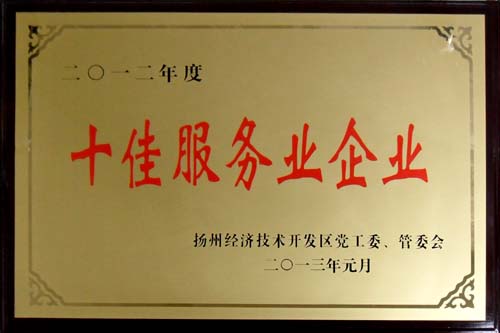 二〇一二年度
十佳服务业企业
扬州经济技术开发区党工委、管委会
二〇一三年元月